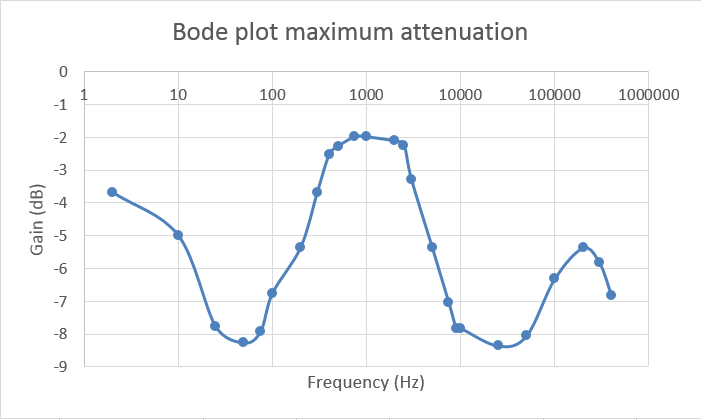 Bode plot maximum attenuation
0
1 10 100 1000 10000 100000 1000000
-1
-2
-3
-4
-5
-6
-7
-8
-9
Gain (dB)
Frequency (Hz)